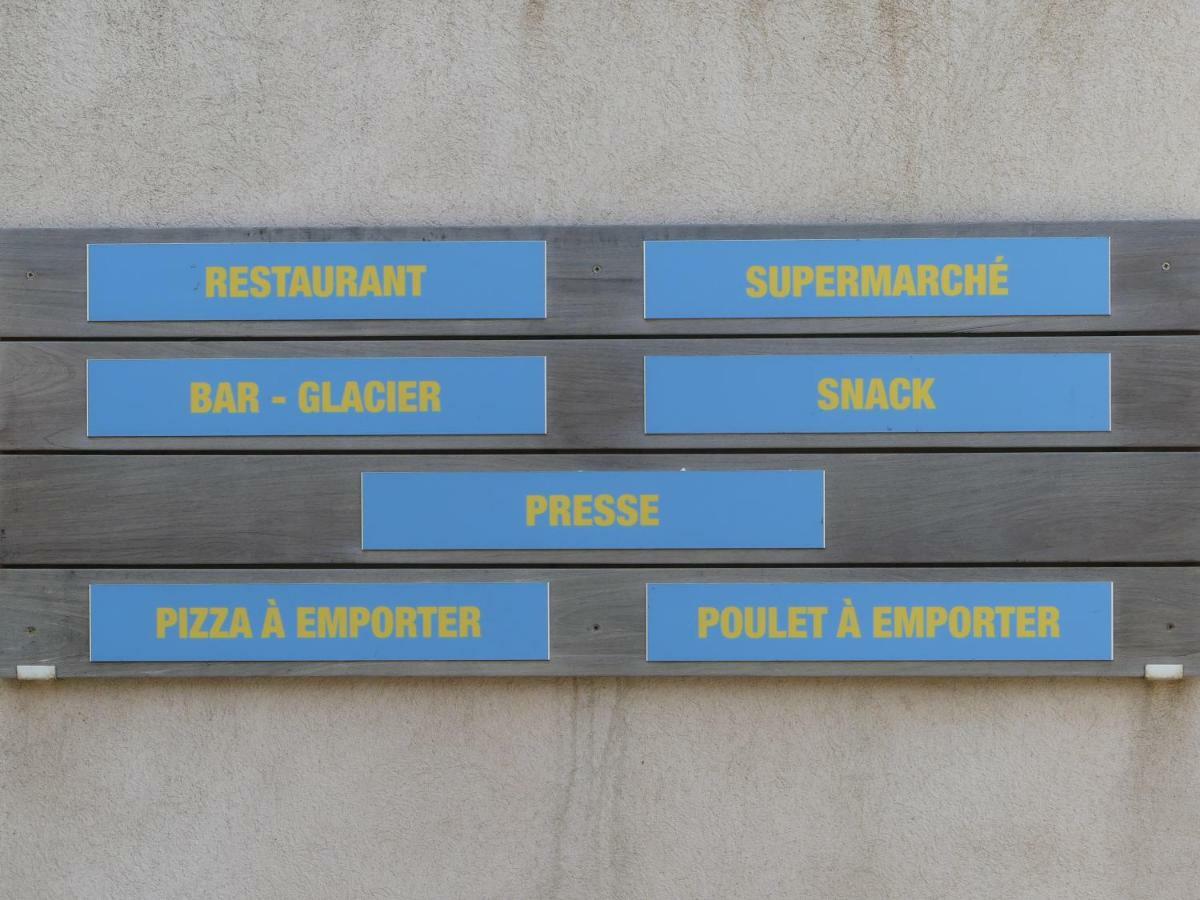 RESTAURANT
SUPERMARCHÉ
BAR - GLACIER
SNACK
PRESSE
PIZZA À EMPORTER
POULET À EMPORTER